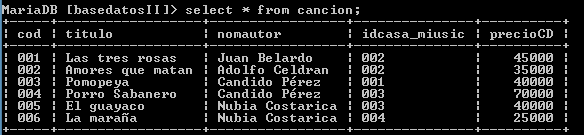 MariaDB [basedatosII]> select * from cancion;
+-----+------------------+-----------------+---------------+----------+
| cod | titulo | nomautor | idcasa_miusic | precioCD |
+-----+------------------+-----------------+---------------+----------+
| 001 | Las tres rosas | Juan Belardo | 002 | 45000 |
| 002 | Amores que matan | Adolfo Celdran | 002 | 35000 |
| 003 | Pomopeya | Candido Pérez | 001 | 40000 |
| 004 | Porro Sabanero | Candido Pérez | 003 | 70000 |
| 005 | El guayaco | Nubia Costarica | 003 | 40000 |
| 006 | La maraña | Nubia Costarica | 004 | 25000 |
+-----+------------------+-----------------+---------------+----------+